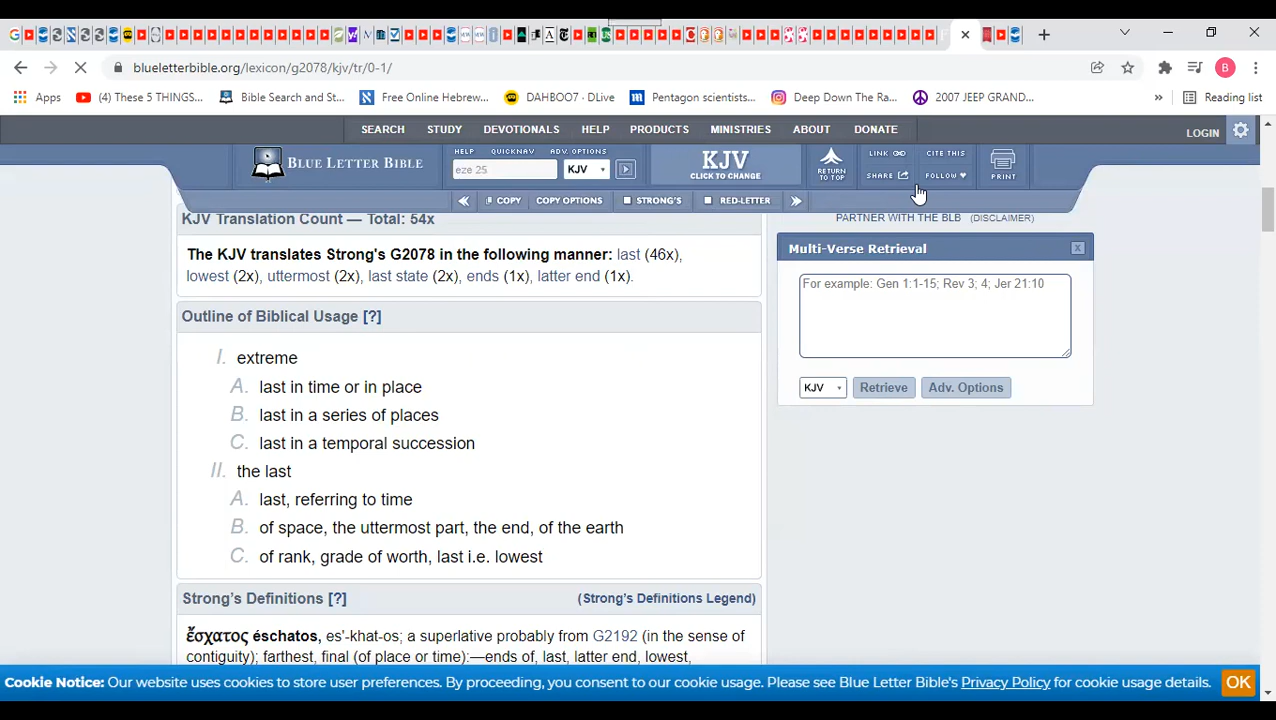 blueletterbible.org/lexicon/g2078/kjv/tr/0-1/
B
Apps (4) These 5 THINGS... Bible Search and St... Free Online Hebrew... DAHBOO7 - DLive Pentagon scientists... Deep Down The Ra... 2007 JEEP GRAND... » Reading list
SEARCH STUDY DEVOTIONALS HELP PRODUCTS MINISTRIES ABOUT DONATE
LOGIN
BLUE LETTER BIBLE
HELP QUICKNAV ADV. OPTIONS
eze 25 KJV
KJV
CLICK TO CHANGE
RETURN TO TOP
LINK CITE THIS
SHARE FOLLOW
PRINT
COPY COPY OPTIONS STRONG'S RED-LETTER
KJV Translation Count — Total: 54x
The KJV translates Strong's G2078 in the following manner: last (46x),
lowest (2x), uttermost (2x), last state (2x), ends (1x), latter end (1x).
Outline of Biblical Usage [?]
I. extreme
A. last in time or in place
B. last in a series of places
C. last in a temporal succession
II. the last
A. last, referring to time
B. of space, the uttermost part, the end, of the earth
C. of rank, grade of worth, last i.e. lowest
Strong's Definitions [?] (Strong's Definitions Legend)
ἔσχατος éschatos, es'-khat-os; a superlative probably from G2192 (in the sense of
contiguity); farthest, final (of place or time):—ends of, last, latter end, lowest,
PARTNER WITH THE BLB (DISCLAIMER)
Multi-Verse Retrieval
For example: Gen 1:1-15; Rev 3; 4; Jer 21:10
KJV Retrieve Adv. Options
Cookie Notice: Our website uses cookies to store user preferences. By proceeding, you consent to our cookie usage. Please see Blue Letter Bible's Privacy Policy for cookie usage details. OK